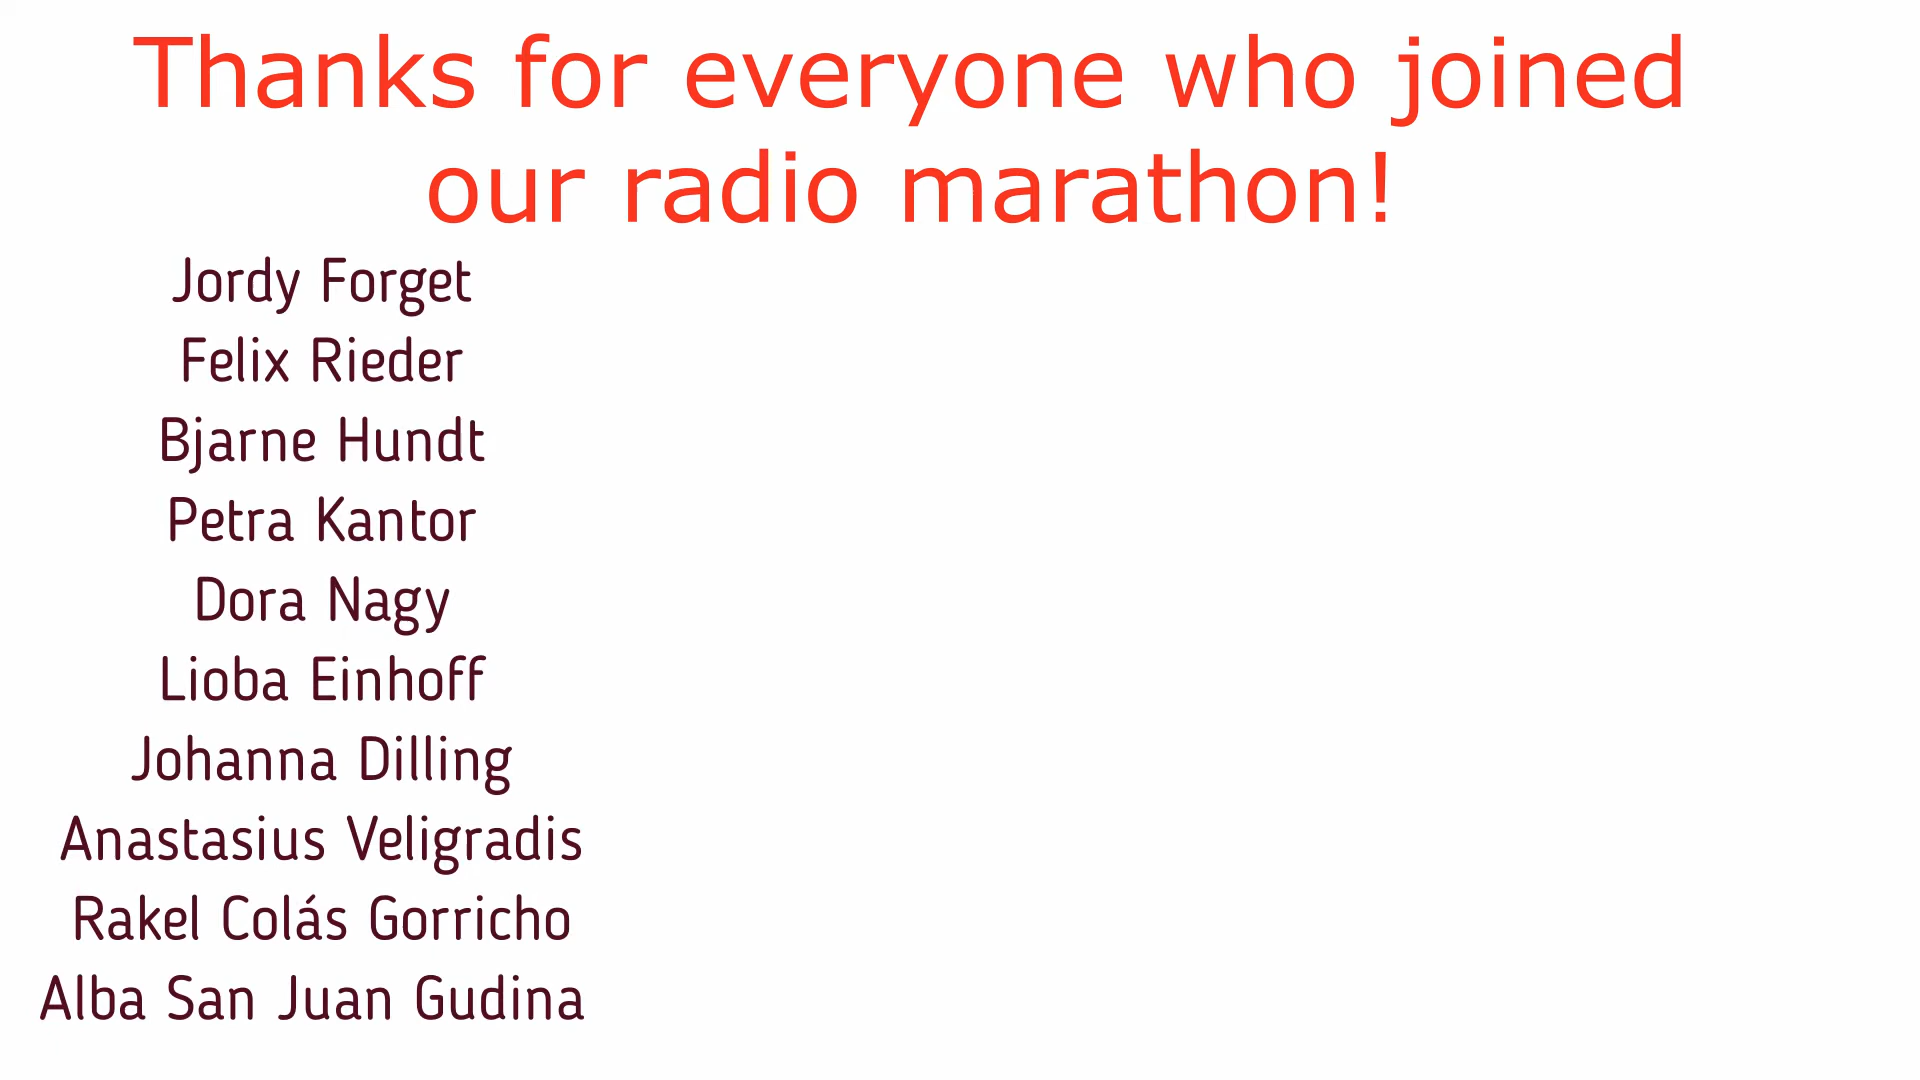 Thanks for everyone who joined
our radio marathon!
Jordy Forget
Felix Rieder
Bjarne Hundt
Petra Kantor
Dora Nagy
Lioba Einhoff
Johanna Dilling
Anastasius Veligradis
Rakel Colás Gorricho
Alba San Juan Gudina